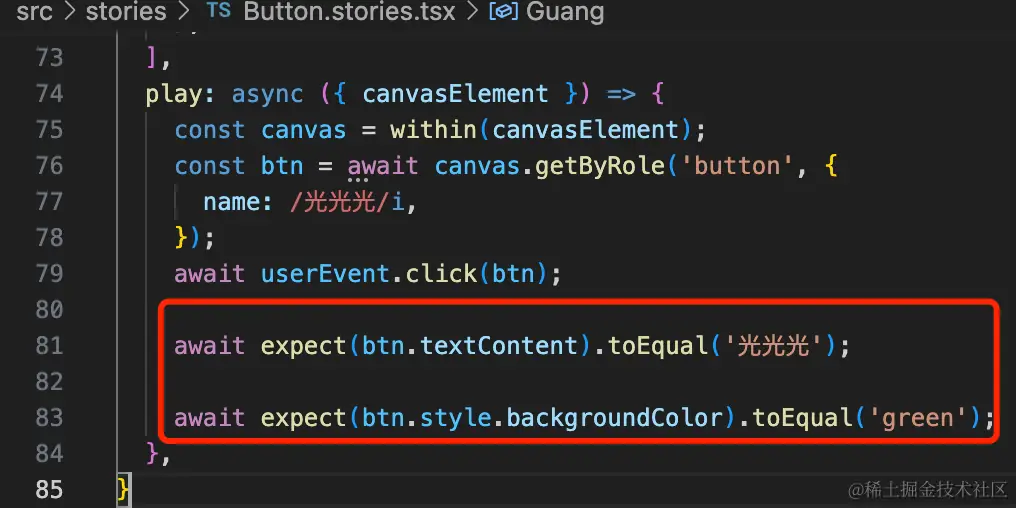 src > stories > TS Button.stories.tsx > Guang
73 ],
74 play: async ({ canvasElement }) => {
75 const canvas = within(canvasElement);
76 const btn = await canvas.getByRole('button', {
77 name: /光光光/i,
78 });
79 await userEvent.click(btn);
80
81 await expect(btn.textContent).toEqual('光光光');
82
83 await expect(btn.style.backgroundColor).toEqual('green');
84 },
85 }
@稀土掘金技术社区